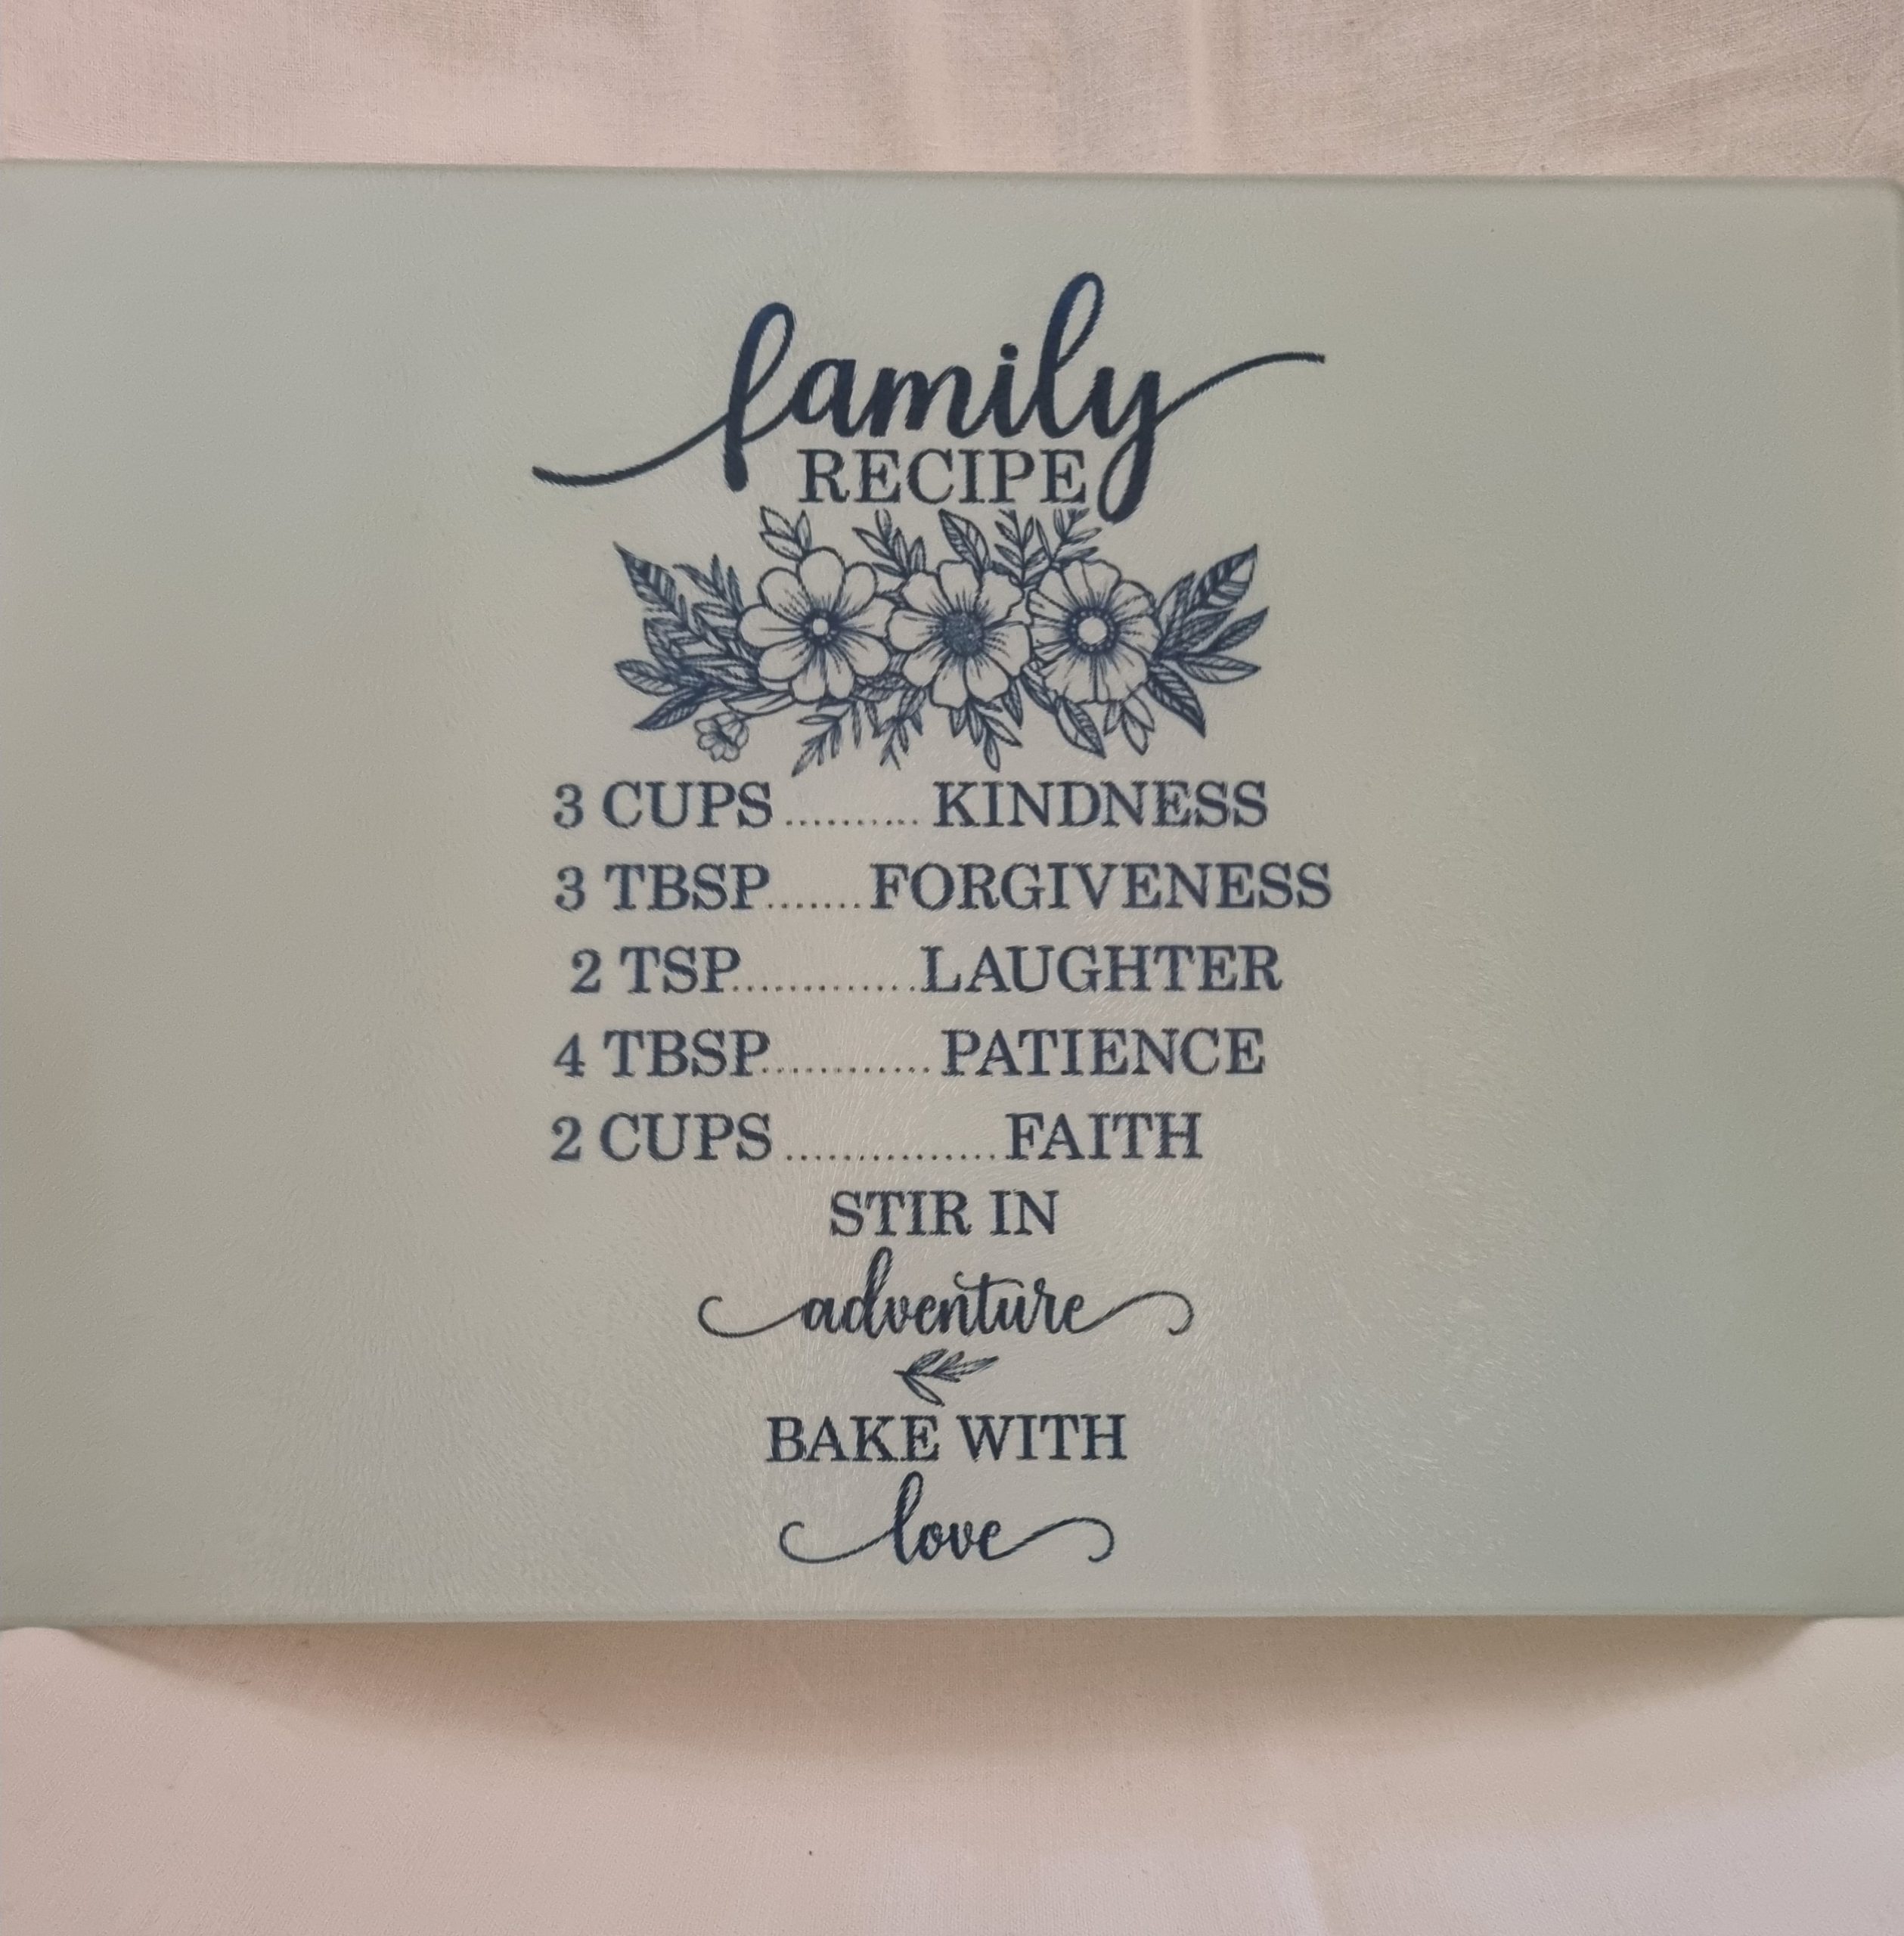 family
RECIPE
3 CUPS .......... KINDNESS
3 TBSP.......FORGIVENESS
2 TSP.............LAUGHTER
4 TBSP............PATIENCE
2 CUPS ...............FAITH
STIR IN
adventure
BAKE WITH
love